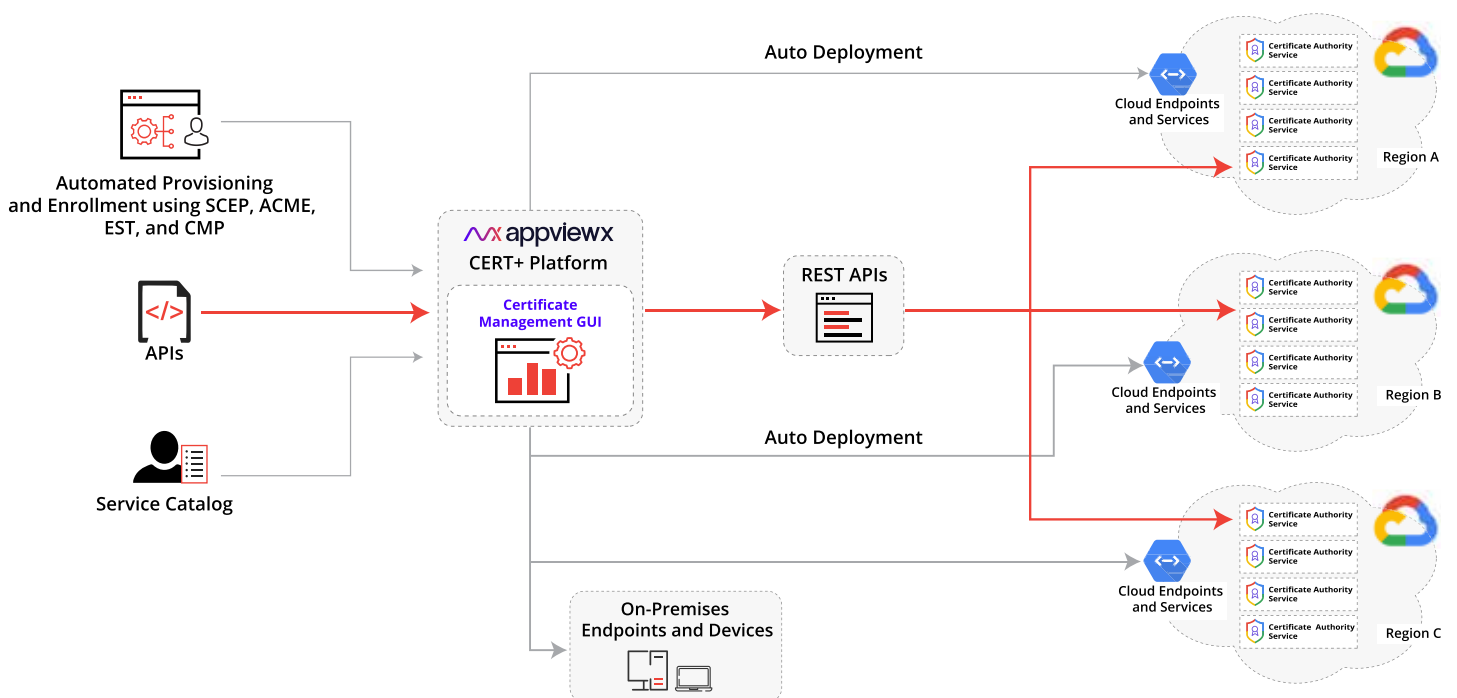 Automated Provisioning
and Enrollment using SCEP, ACME,
EST, and CMP
</>
APIs
Service Catalog
appviewx
CERT+ Platform
Certificate
Management GUI
REST APIs
Auto Deployment
Auto Deployment
On-Premises
Endpoints and Devices
Cloud Endpoints
and Services
Certificate Authority
Service
Certificate Authority
Service
Certificate Authority
Service
Certificate Authority
Service
Region A
Cloud Endpoints
and Services
Certificate Authority
Service
Certificate Authority
Service
Certificate Authority
Service
Certificate Authority
Service
Region B
Cloud Endpoints
and Services
Certificate Authority
Service
Certificate Authority
Service
Certificate Authority
Service
Certificate Authority
Service
Region C